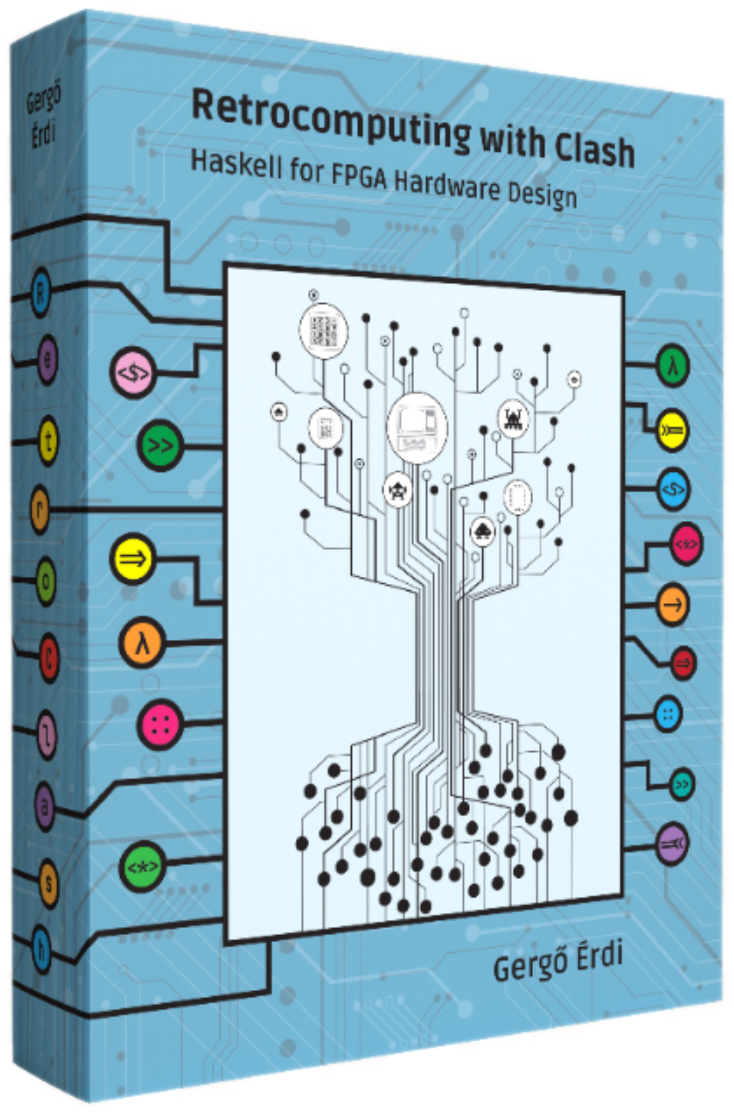 Gergő
Érdi
R
e
t
r
o
C
l
a
s
h
Retrocomputing with Clash
Haskell for FPGA Hardware Design
<$>
>>
⇒
λ
::
<*>
λ
>>=
<$>
<*>
→
⇒
::
>>
=<<
Gergő Érdi